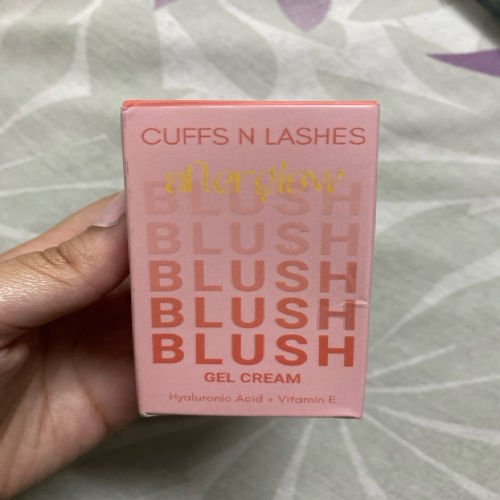 CUFFS N LASHES
afterglow
BLUSH
BLUSH
BLUSH
BLUSH
BLUSH
GEL CREAM
Hyaluronic Acid + Vitamin E